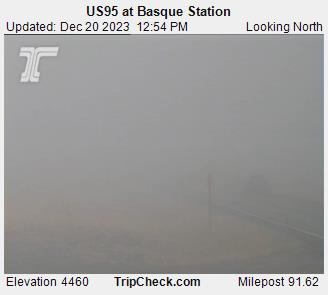 US95 at Basque Station
Updated: Dec 20 2023 12:54 PM Looking North
Elevation 4460 TripCheck.com Milepost 91.62